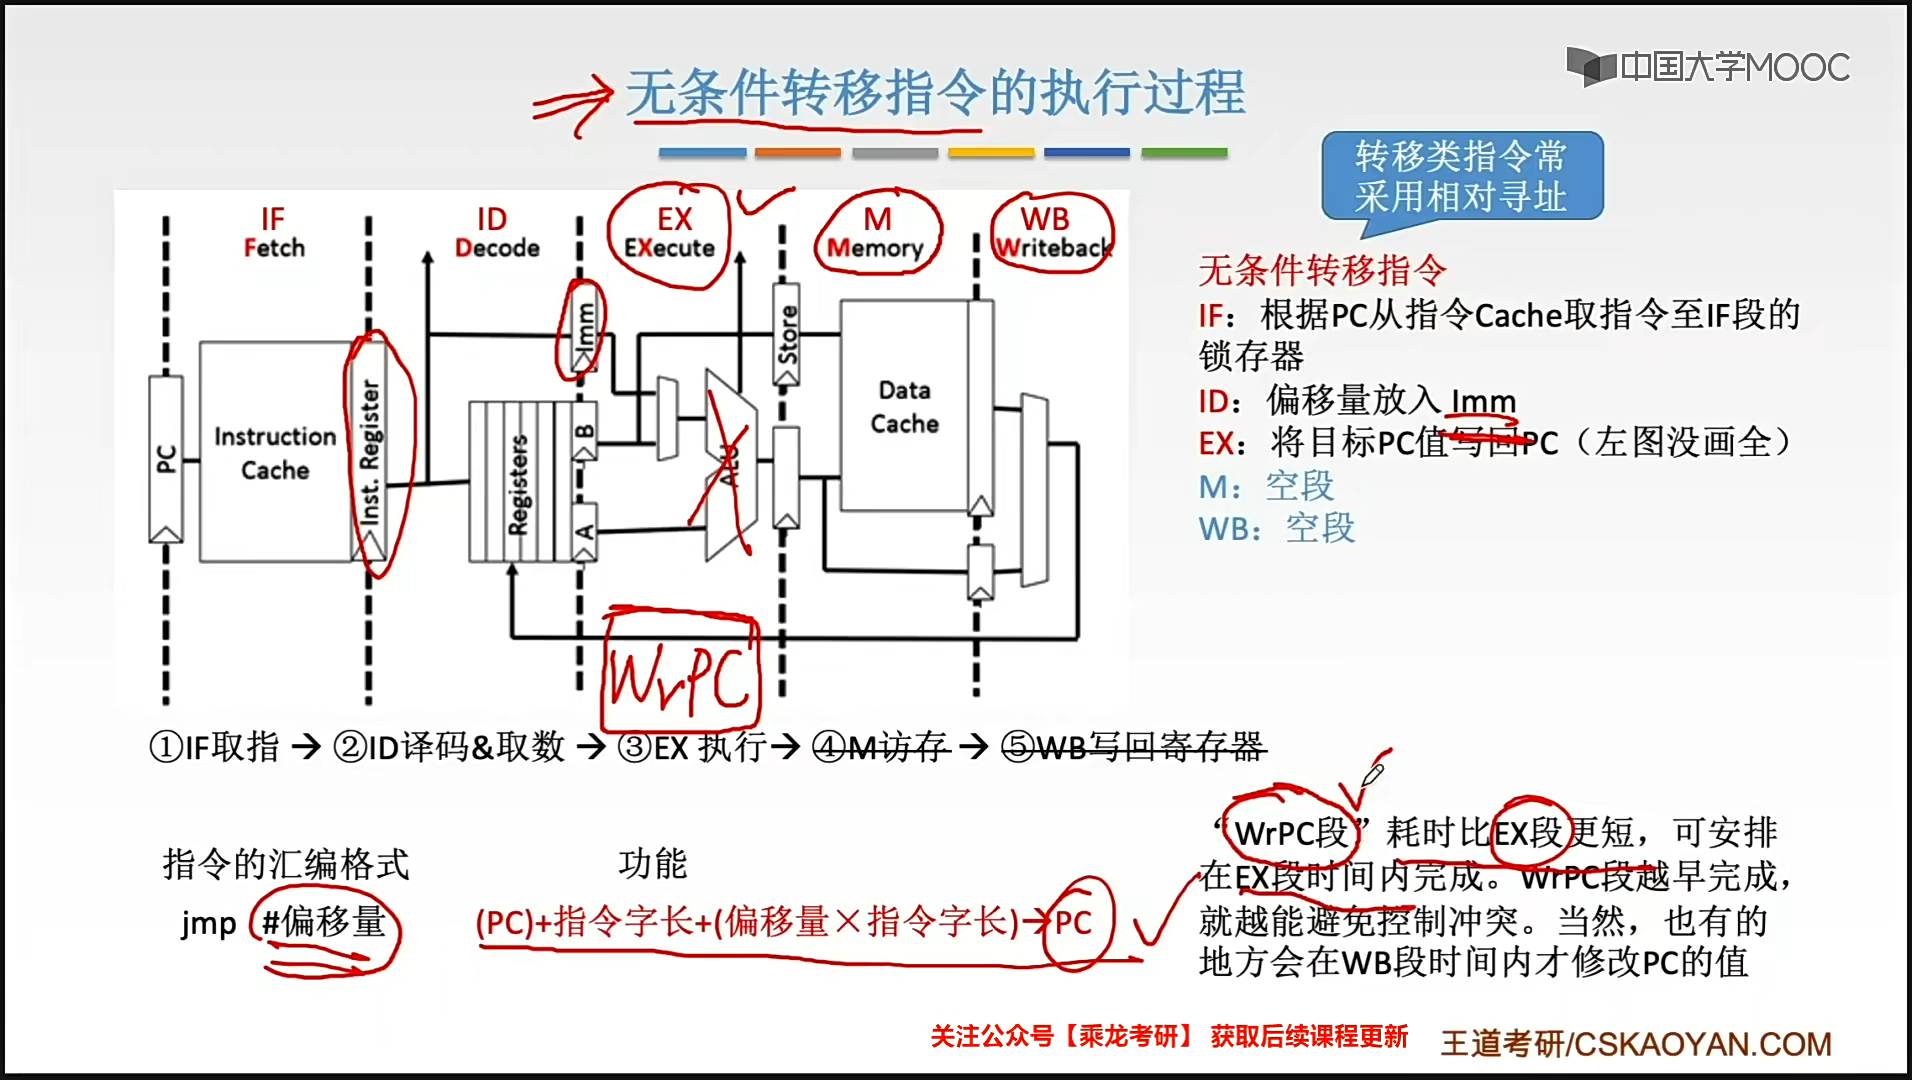 无条件转移指令的执行过程
中国大学MOOC
转移类指令常
采用相对寻址
IF
Fetch
ID
Decode
EX
EXecute
M
Memory
WB
Writeback
PC
Instruction
Cache
Inst. Register
Registers
Imm
B
A
ALU
Store
Data
Cache
WrPC
无条件转移指令
IF：根据PC从指令Cache取指令至IF段的
锁存器
ID：偏移量放入 Imm
EX：将目标PC值写回PC（左图没画全）
M：空段
WB：空段
①IF取指 → ②ID译码&取数 → ③EX 执行→ ④M访存 → ⑤WB写回寄存器
指令的汇编格式
功能
jmp #偏移量
(PC)+指令字长+(偏移量×指令字长)→PC
“WrPC段”耗时比EX段更短，可安排
在EX段时间内完成。WrPC段越早完成，
就越能避免控制冲突。当然，也有的
地方会在WB段时间内才修改PC的值
关注公众号【乘龙考研】 获取后续课程更新
王道考研/CSKAOYAN.COM